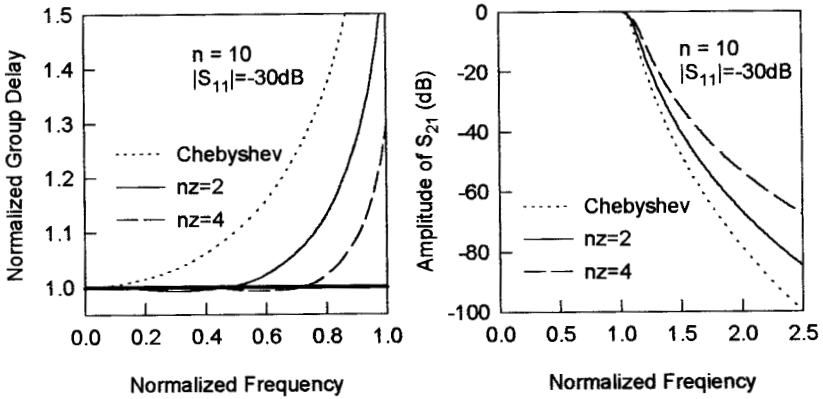 1.5
1.4
1.3
1.2
1.1
1.0
0.0 0.2 0.4 0.6 0.8 1.0
Normalized Group Delay
n = 10
|S11|=-30dB
Chebyshev
nz=2
nz=4
Normalized Frequency
0
-20
-40
-60
-80
-100
0.0 0.5 1.0 1.5 2.0 2.5
Amplitude of S21 (dB)
n = 10
|S11|=-30dB
Chebyshev
nz=2
nz=4
Normalized Freqiency